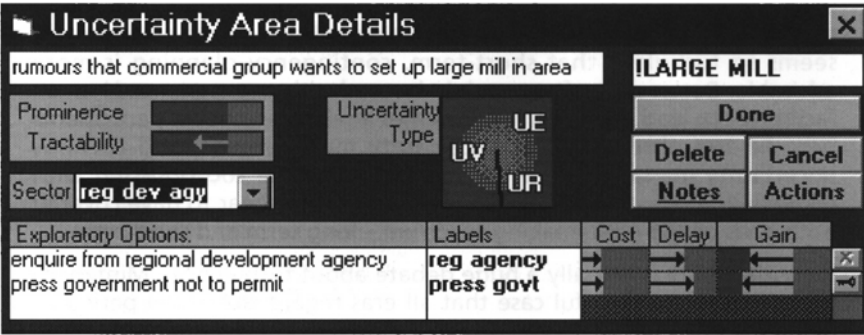 Uncertainty Area Details
rumours that commercial group wants to set up large mill in area
!LARGE MILL
Prominence
Tractability
Uncertainty
Type
UE
UV
UR
Done
Delete Cancel
Notes Actions
Sector reg dev agy
Exploratory Options: Labels Cost Delay Gain
enquire from regional development agency reg agency
press government not to permit press govt